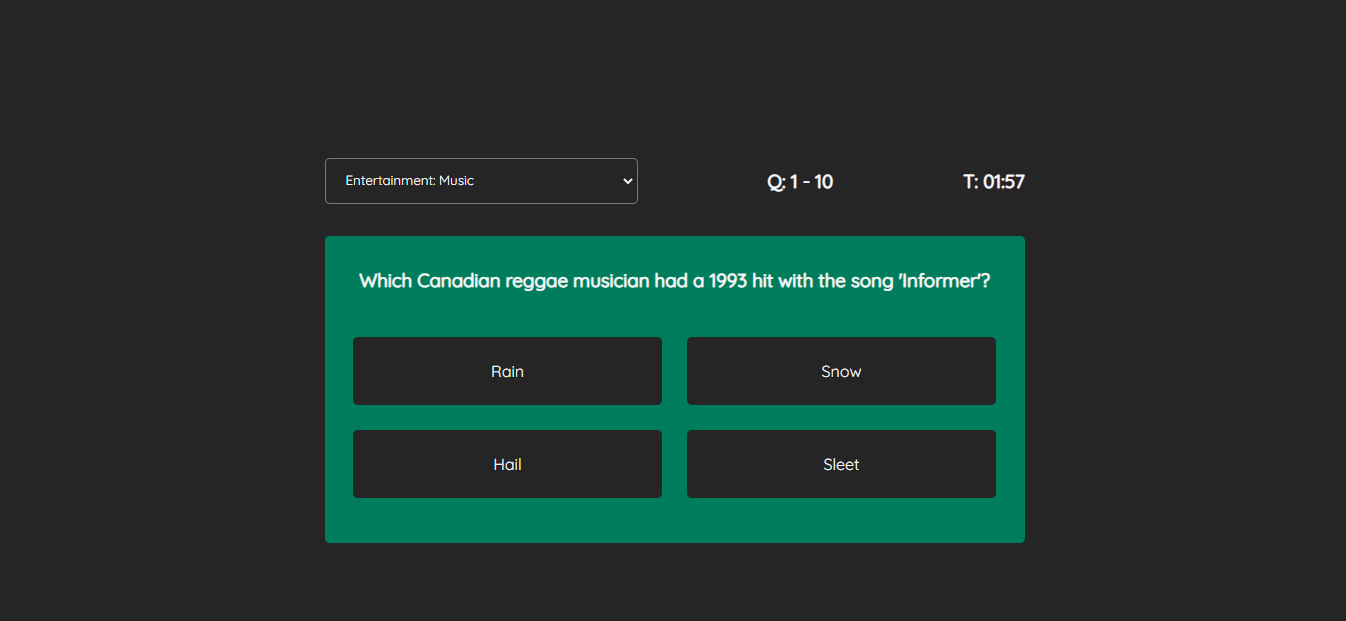 Entertainment: Music
Q: 1 - 10
T: 01:57
Which Canadian reggae musician had a 1993 hit with the song 'Informer'?
Rain
Snow
Hail
Sleet